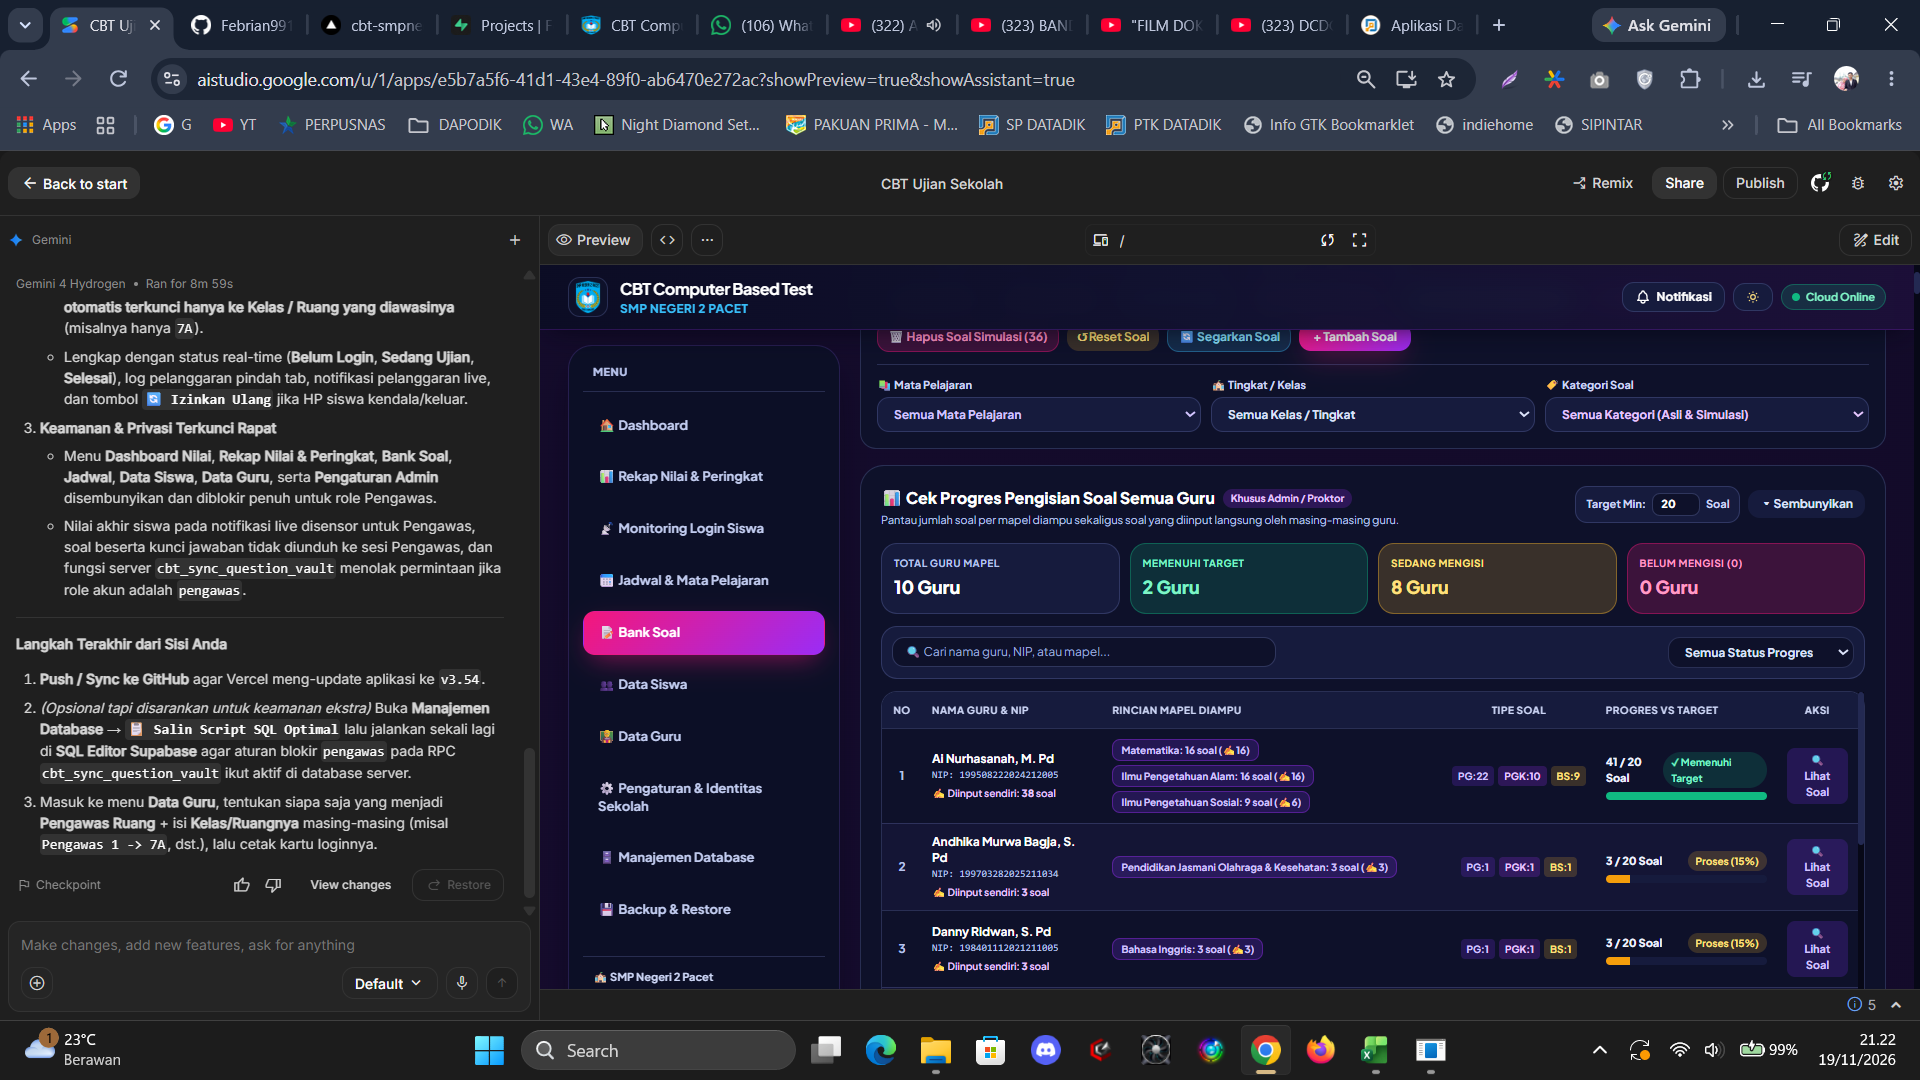 CBT Uji
Febrian991
cbt-smpne
Projects | F
CBT Comp
(106) What
(322) A
(323) BANI
"FILM DOK
(323) DCD
Aplikasi Da
Ask Gemini
aistudio.google.com/u/1/apps/e5b7a5f6-41d1-43e4-89f0-ab6470e272ac?showPreview=true&showAssistant=true
Apps
G
YT
PERPUSNAS
DAPODIK
WA
Night Diamond Set...
PAKUAN PRIMA - M...
SP DATADIK
PTK DATADIK
Info GTK Bookmarklet
indiehome
SIPINTAR
All Bookmarks
Back to start
CBT Ujian Sekolah
Remix
Share
Publish
Gemini
Preview
/
Edit
Gemini 4 Hydrogen • Ran for 8m 59s
otomatis terkunci hanya ke Kelas / Ruang yang diawasinya
(misalnya hanya 7A).
Lengkap dengan status real-time (Belum Login, Sedang Ujian,
Selesai), log pelanggaran pindah tab, notifikasi pelanggaran live,
dan tombol Izinkan Ulang jika HP siswa kendala/keluar.
3. Keamanan & Privasi Terkunci Rapat
Menu Dashboard Nilai, Rekap Nilai & Peringkat, Bank Soal,
Jadwal, Data Siswa, Data Guru, serta Pengaturan Admin
disembunyikan dan diblokir penuh untuk role Pengawas.
Nilai akhir siswa pada notifikasi live disensor untuk Pengawas,
soal beserta kunci jawaban tidak diunduh ke sesi Pengawas, dan
fungsi server cbt_sync_question_vault menolak permintaan jika
role akun adalah pengawas.
Langkah Terakhir dari Sisi Anda
1. Push / Sync ke GitHub agar Vercel meng-update aplikasi ke v3.54.
2. (Opsional tapi disarankan untuk keamanan ekstra) Buka Manajemen
Database → Salin Script SQL Optimal lalu jalankan sekali lagi
di SQL Editor Supabase agar aturan blokir pengawas pada RPC
cbt_sync_question_vault ikut aktif di database server.
3. Masuk ke menu Data Guru, tentukan siapa saja yang menjadi
Pengawas Ruang + isi Kelas/Ruangnya masing-masing (misal
Pengawas 1 -> 7A, dst.), lalu cetak kartu loginnya.
Checkpoint
View changes
Restore
Make changes, add new features, ask for anything
Default
CBT Computer Based Test
SMP NEGERI 2 PACET
Notifikasi
Cloud Online
MENU
Dashboard
Rekap Nilai & Peringkat
Monitoring Login Siswa
Jadwal & Mata Pelajaran
Bank Soal
Data Siswa
Data Guru
Pengaturan & Identitas
Sekolah
Manajemen Database
Backup & Restore
SMP Negeri 2 Pacet
Hapus Soal Simulasi (36)
Reset Soal
Segarkan Soal
+ Tambah Soal
Mata Pelajaran
Tingkat / Kelas
Kategori Soal
Semua Mata Pelajaran
Semua Kelas / Tingkat
Semua Kategori (Asli & Simulasi)
Cek Progres Pengisian Soal Semua Guru
Khusus Admin / Proktor
Pantau jumlah soal per mapel diampu sekaligus soal yang diinput langsung oleh masing-masing guru.
Target Min: 20 Soal
Sembunyikan
TOTAL GURU MAPEL
10 Guru
MEMENUHI TARGET
2 Guru
SEDANG MENGISI
8 Guru
BELUM MENGISI (0)
0 Guru
Cari nama guru, NIP, atau mapel...
Semua Status Progres
NO
NAMA GURU & NIP
RINCIAN MAPEL DIAMPU
TIPE SOAL
PROGRES VS TARGET
AKSI
1
Ai Nurhasanah, M. Pd
NIP: 199508222024212005
Diinput sendiri: 38 soal
Matematika: 16 soal (✍16)
Ilmu Pengetahuan Alam: 16 soal (✍16)
Ilmu Pengetahuan Sosial: 9 soal (✍6)
PG:22
PGK:10
BS:9
41 / 20
Soal
✓ Memenuhi
Target
Lihat
Soal
2
Andhika Murwa Bagja, S.
Pd
NIP: 199703282025211034
Diinput sendiri: 3 soal
Pendidikan Jasmani Olahraga & Kesehatan: 3 soal (✍3)
PG:1
PGK:1
BS:1
3 / 20 Soal
Proses (15%)
Lihat
Soal
3
Danny Ridwan, S. Pd
NIP: 198401112021211005
Diinput sendiri: 3 soal
Bahasa Inggris: 3 soal (✍3)
PG:1
PGK:1
BS:1
3 / 20 Soal
Proses (15%)
Lihat
Soal
5
1
23°C
Berawan
Search
99%
21.22
19/11/2026